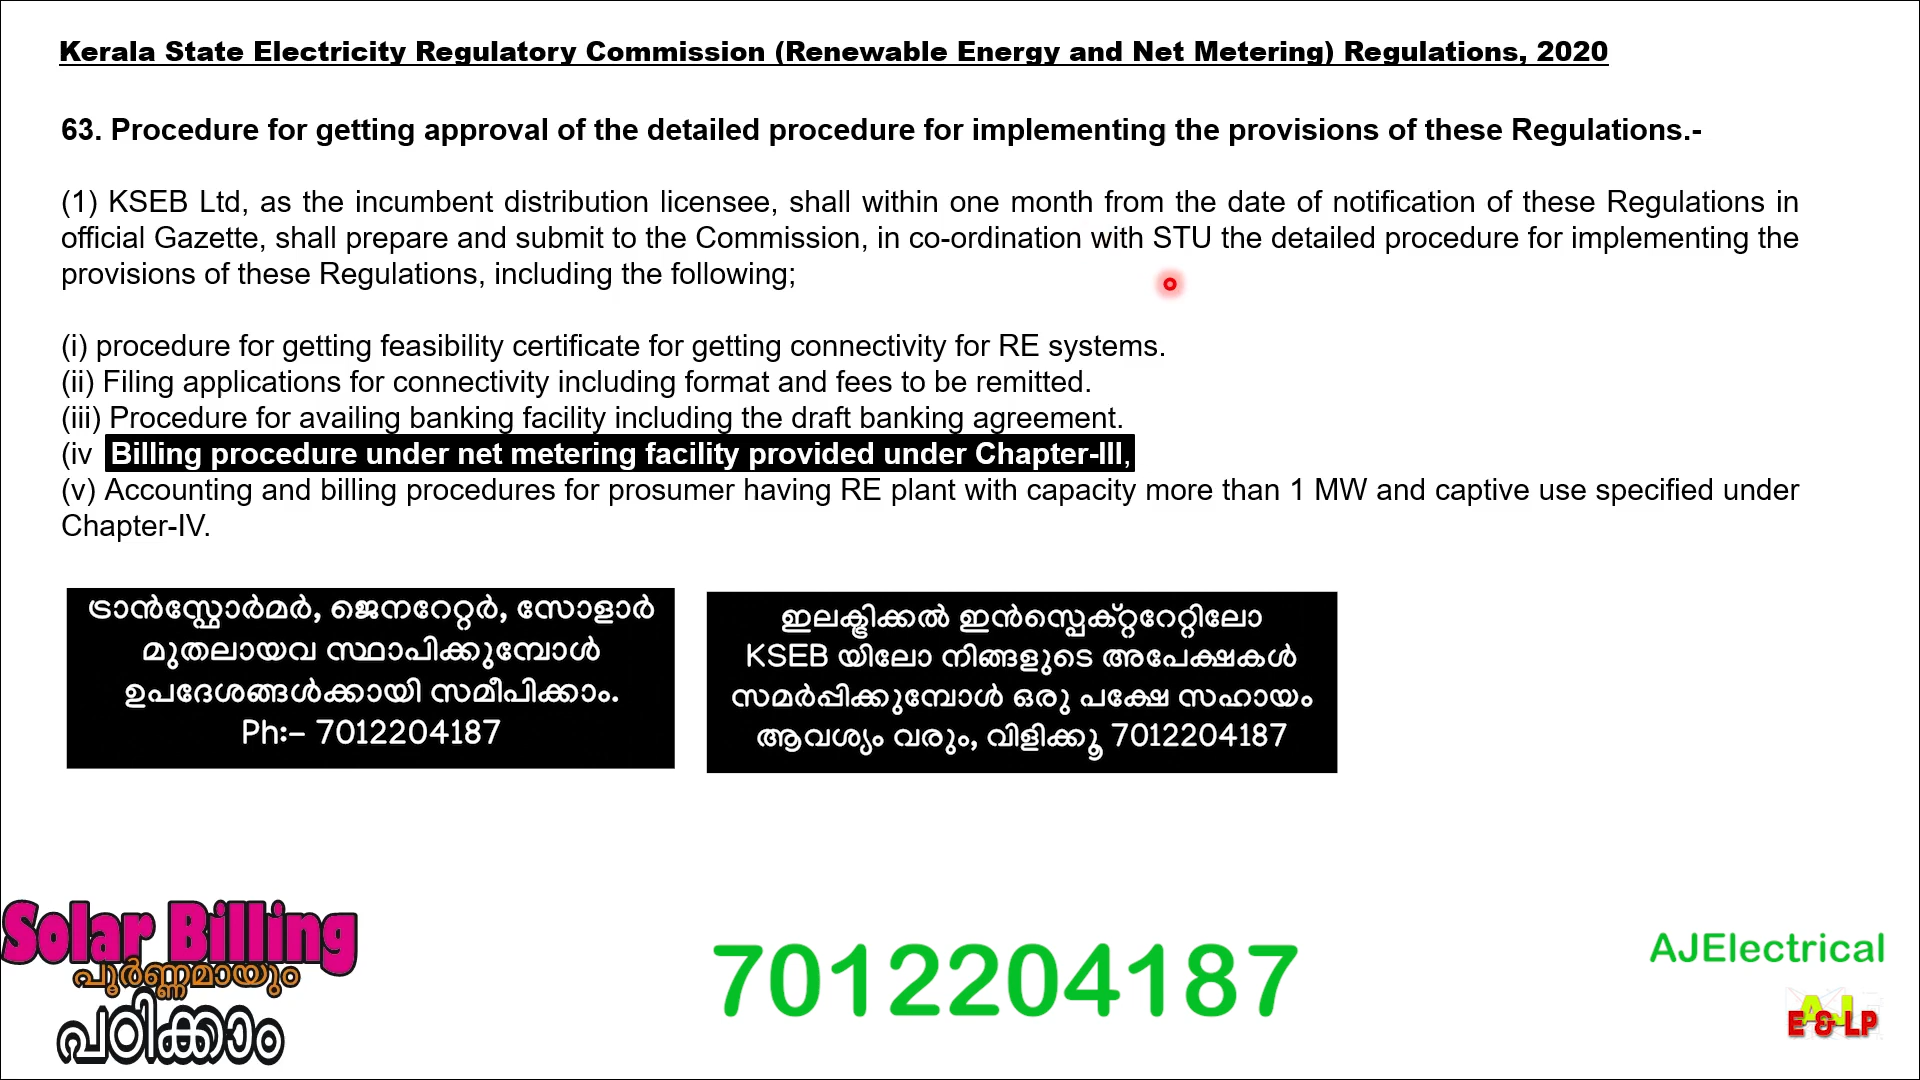 Kerala State Electricity Regulatory Commission (Renewable Energy and Net Metering) Regulations, 2020
63. Procedure for getting approval of the detailed procedure for implementing the provisions of these Regulations.-
(1) KSEB Ltd, as the incumbent distribution licensee, shall within one month from the date of notification of these Regulations in
official Gazette, shall prepare and submit to the Commission, in co-ordination with STU the detailed procedure for implementing the
provisions of these Regulations, including the following;
(i) procedure for getting feasibility certificate for getting connectivity for RE systems.
(ii) Filing applications for connectivity including format and fees to be remitted.
(iii) Procedure for availing banking facility including the draft banking agreement.
(iv Billing procedure under net metering facility provided under Chapter-III,
(v) Accounting and billing procedures for prosumer having RE plant with capacity more than 1 MW and captive use specified under
Chapter-IV.
ട്രാൻസ്ഫോർമർ, ജെനറേറ്റർ, സോളാർ
മുതലായവ സ്ഥാപിക്കുമ്പോൾ
ഉപദേശങ്ങൾക്കായി സമീപിക്കാം.
Ph:- 7012204187
ഇലക്ട്രിക്കൽ ഇൻസ്പെക്റ്ററേറ്റിലോ
KSEB യിലോ നിങ്ങളുടെ അപേക്ഷകൾ
സമർപ്പിക്കുമ്പോൾ ഒരു പക്ഷേ സഹായം
ആവശ്യം വരും, വിളിക്കൂ 7012204187
Solar Billing
പൂർണ്ണമായും
പഠിക്കാം
7012204187
AJElectrical
AJ
E & LP